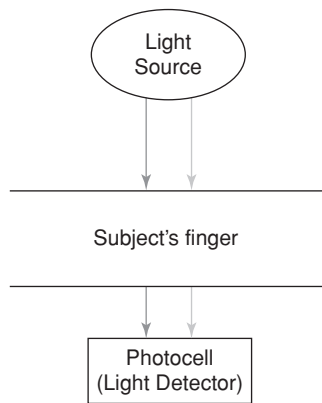 Light
Source
Subject's finger
Photocell
(Light Detector)